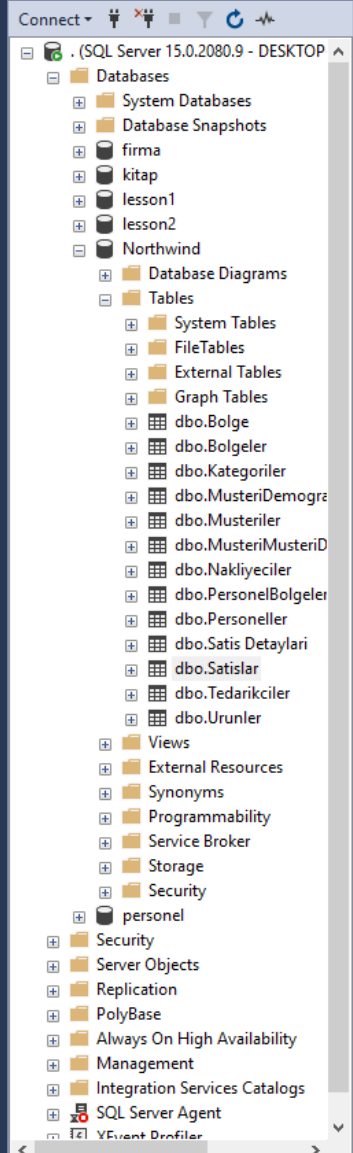 Connect
. (SQL Server 15.0.2080.9 - DESKTOP
Databases
System Databases
Database Snapshots
firma
kitap
lesson1
lesson2
Northwind
Database Diagrams
Tables
System Tables
FileTables
External Tables
Graph Tables
dbo.Bolge
dbo.Bolgeler
dbo.Kategoriler
dbo.MusteriDemogra
dbo.Musteriler
dbo.MusteriMusteriD
dbo.Nakliyeciler
dbo.PersonelBolgeler
dbo.Personeller
dbo.Satis Detaylari
dbo.Satislar
dbo.Tedarikciler
dbo.Urunler
Views
External Resources
Synonyms
Programmability
Service Broker
Storage
Security
personel
Security
Server Objects
Replication
PolyBase
Always On High Availability
Management
Integration Services Catalogs
SQL Server Agent
XEvent Profiler